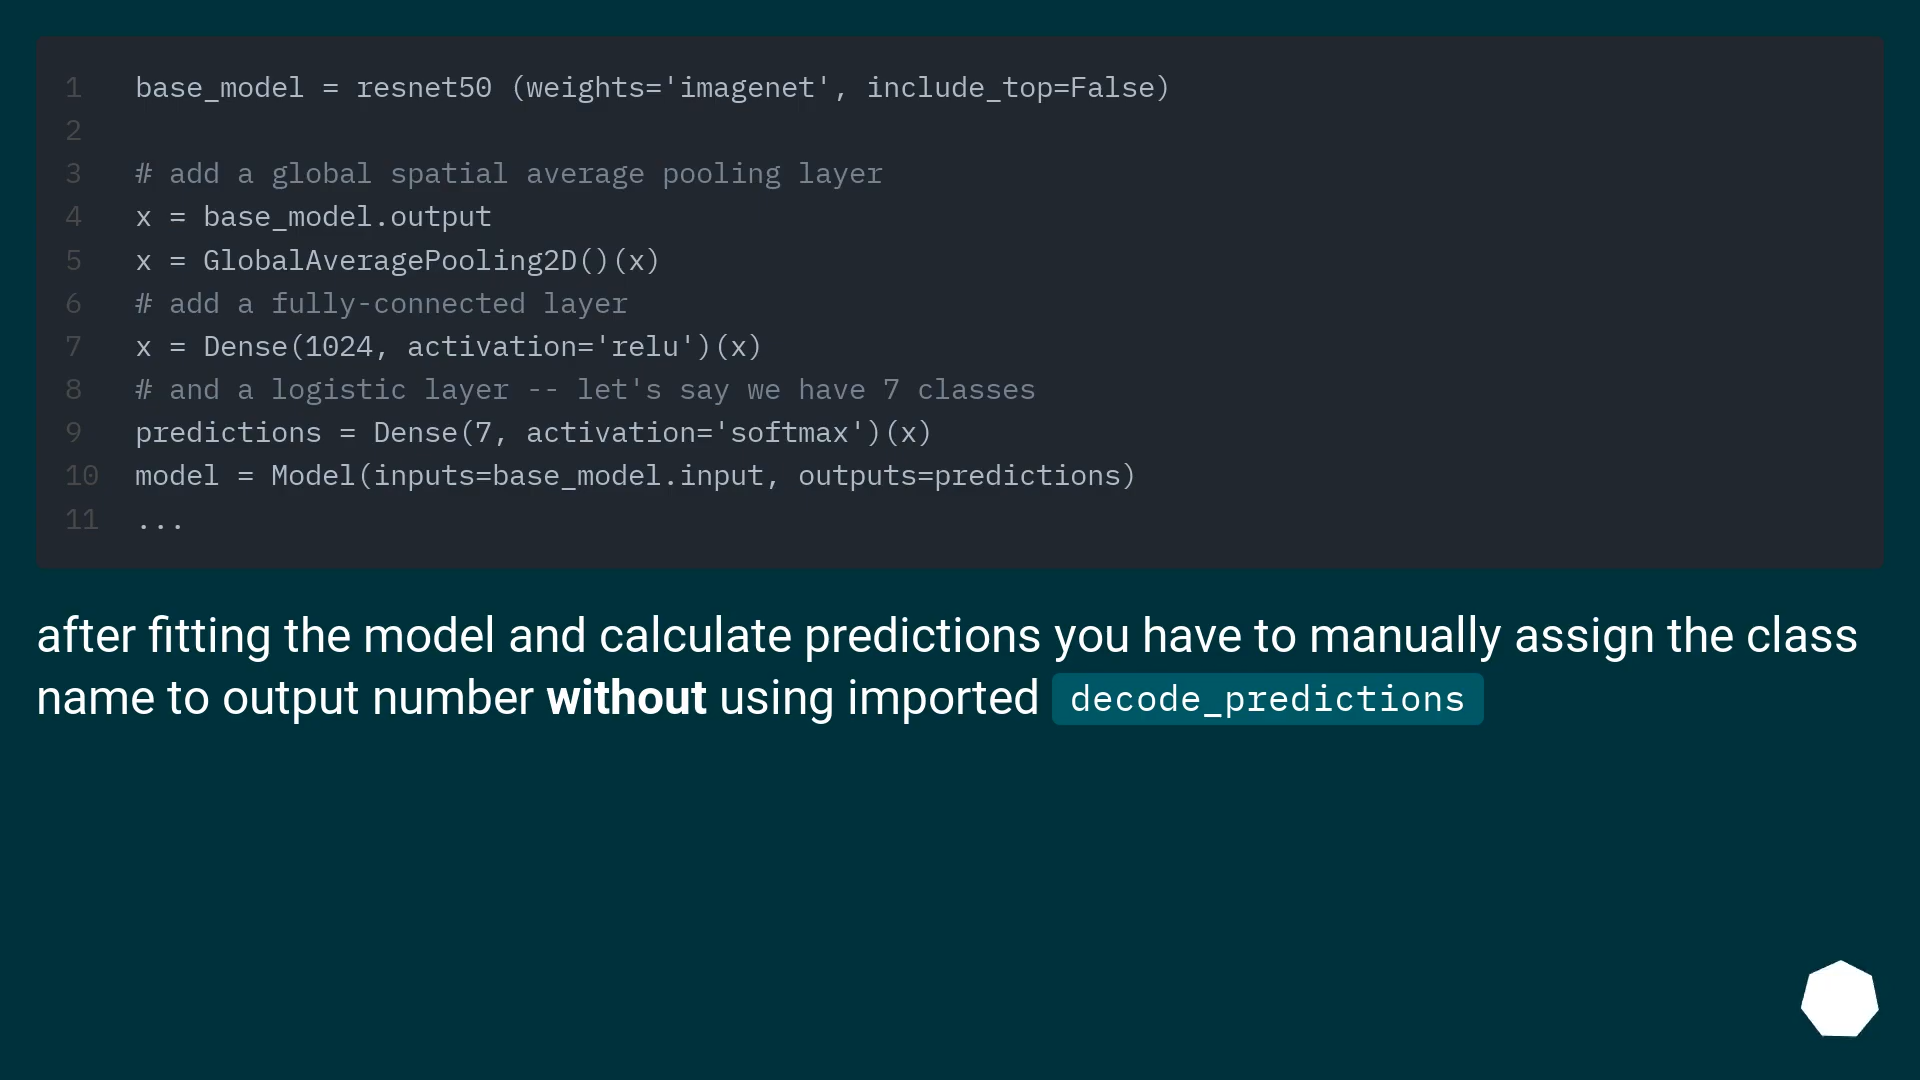 1 base_model = resnet50 (weights='imagenet', include_top=False)
2
3 # add a global spatial average pooling layer
4 x = base_model.output
5 x = GlobalAveragePooling2D()(x)
6 # add a fully-connected layer
7 x = Dense(1024, activation='relu')(x)
8 # and a logistic layer -- let's say we have 7 classes
9 predictions = Dense(7, activation='softmax')(x)
10 model = Model(inputs=base_model.input, outputs=predictions)
11 ...
after fitting the model and calculate predictions you have to manually assign the class
name to output number without using imported decode_predictions